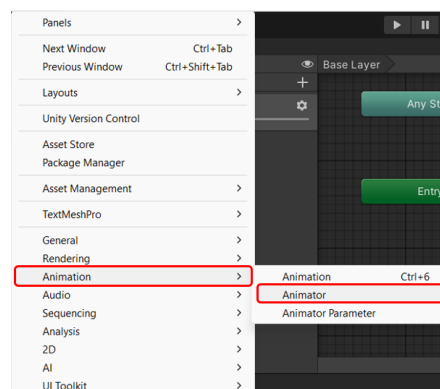 Panels
Next Window Ctrl+Tab
Previous Window Ctrl+Shift+Tab
Layouts
Unity Version Control
Asset Store
Package Manager
Asset Management
TextMeshPro
General
Rendering
Animation
Audio
Sequencing
Analysis
2D
AI
UI Toolkit
Base Layer
Any St
Entry
Animation Ctrl+6
Animator
Animator Parameter